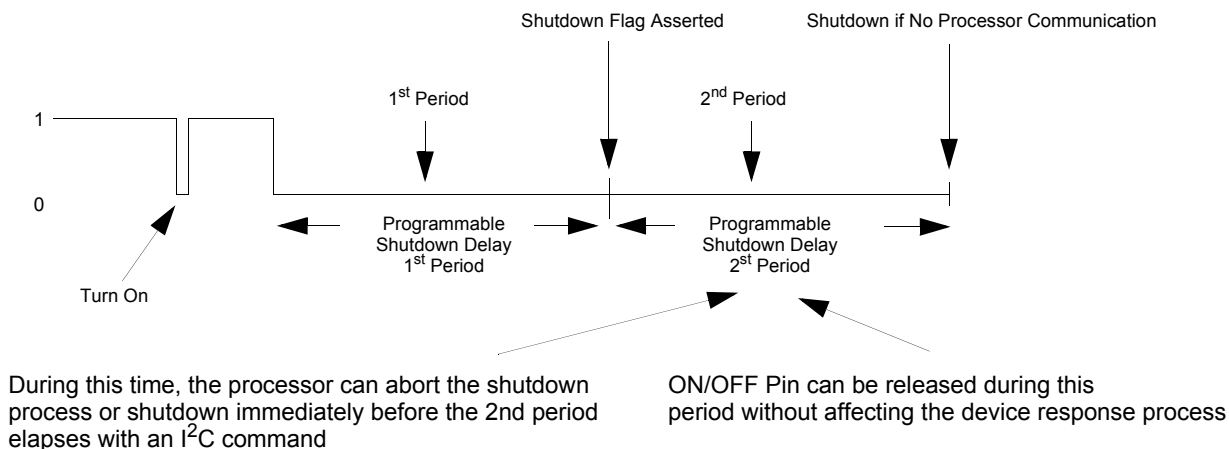 Shutdown Flag Asserted
Shutdown if No Processor Communication
1st Period
2nd Period
1
0
Programmable
Shutdown Delay
1st Period
Programmable
Shutdown Delay
2st Period
Turn On
During this time, the processor can abort the shutdown
process or shutdown immediately before the 2nd period
elapses with an I2C command
ON/OFF Pin can be released during this
period without affecting the device response process